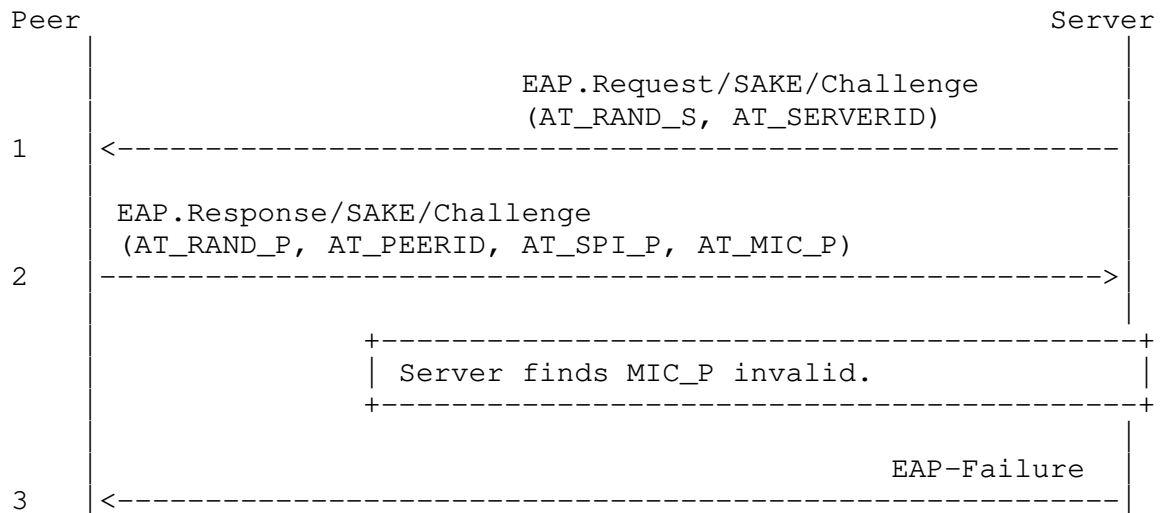 Peer Server
EAP.Request/SAKE/Challenge
(AT_RAND_S, AT_SERVERID)
1
EAP.Response/SAKE/Challenge
(AT_RAND_P, AT_PEERID, AT_SPI_P, AT_MIC_P)
2
Server finds MIC_P invalid.
EAP-Failure
3